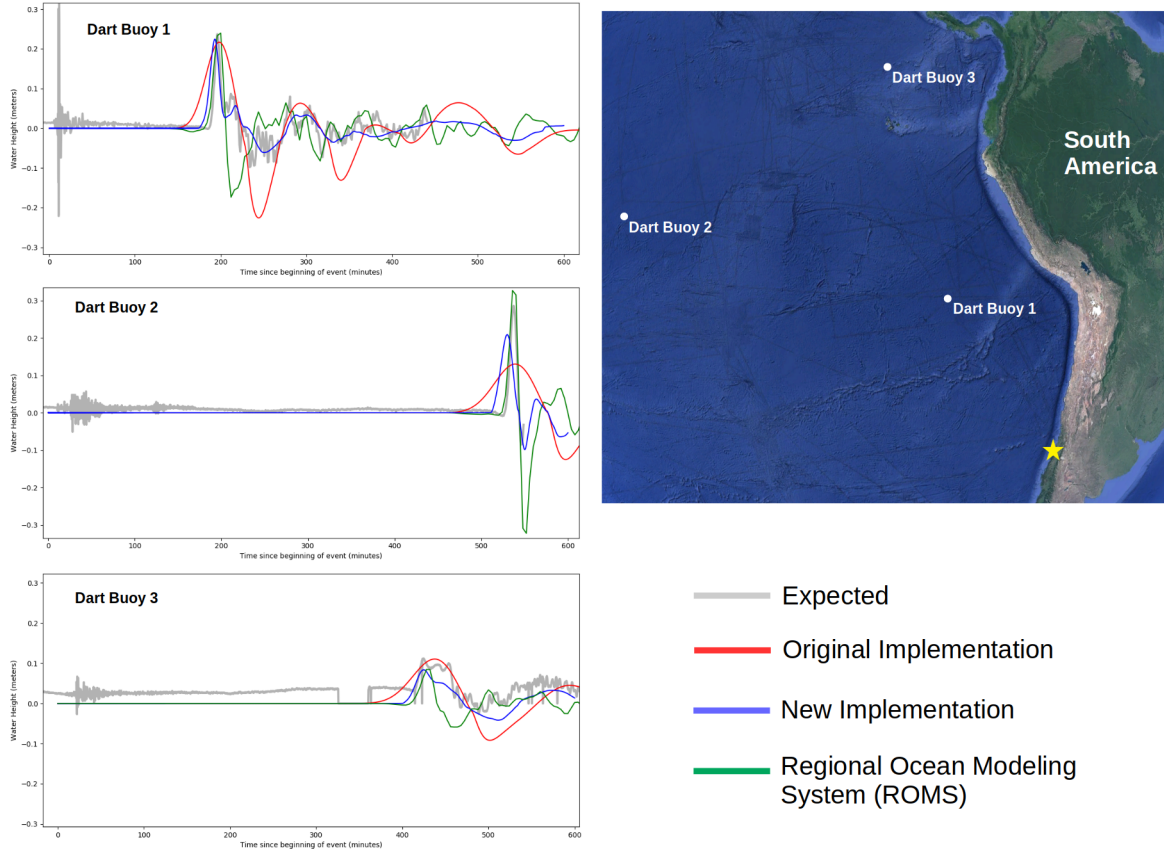 Dart Buoy 1
0.3
0.2
0.1
0.0
−0.1
−0.2
−0.3
Water Height (meters)
0 100 200 300 400 500 600
Time since beginning of event (minutes)
Dart Buoy 2
0.3
0.2
0.1
0.0
−0.1
−0.2
−0.3
Water Height (meters)
0 100 200 300 400 500 600
Time since beginning of event (minutes)
Dart Buoy 3
0.3
0.2
0.1
0.0
−0.1
−0.2
−0.3
Water Height (meters)
0 100 200 300 400 500 600
Time since beginning of event (minutes)
Dart Buoy 3
South
America
Dart Buoy 2
Dart Buoy 1
Expected
Original Implementation
New Implementation
Regional Ocean Modeling
System (ROMS)